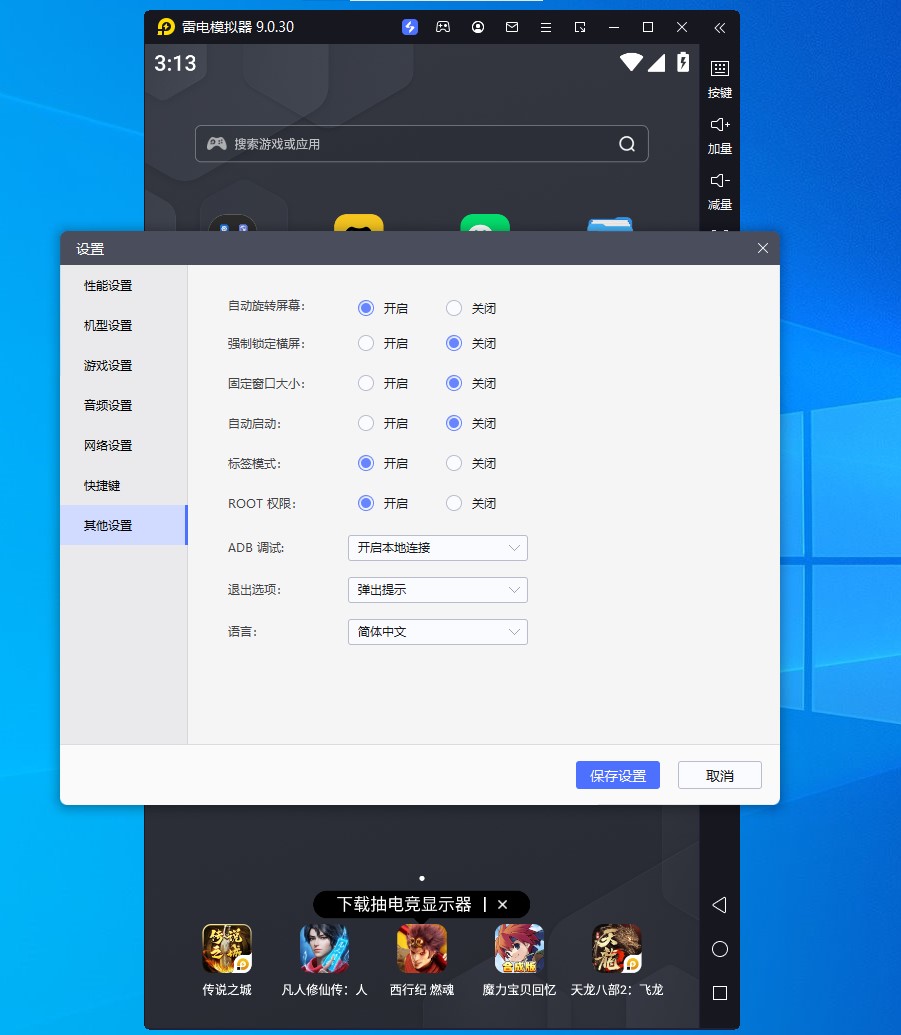 雷电模拟器 9.0.30
3:13
搜索游戏或应用
按键
加量
减量
设置
性能设置
机型设置
游戏设置
音频设置
网络设置
快捷键
其他设置
自动旋转屏幕: 开启 关闭
强制锁定横屏: 开启 关闭
固定窗口大小: 开启 关闭
自动启动: 开启 关闭
标签模式: 开启 关闭
ROOT 权限: 开启 关闭
ADB 调试: 开启本地连接
退出选项: 弹出提示
语言: 简体中文
保存设置 取消
下载抽电竞显示器
传说之城 凡人修仙传：人 西行纪 燃魂 魔力宝贝回忆 天龙八部2：飞龙